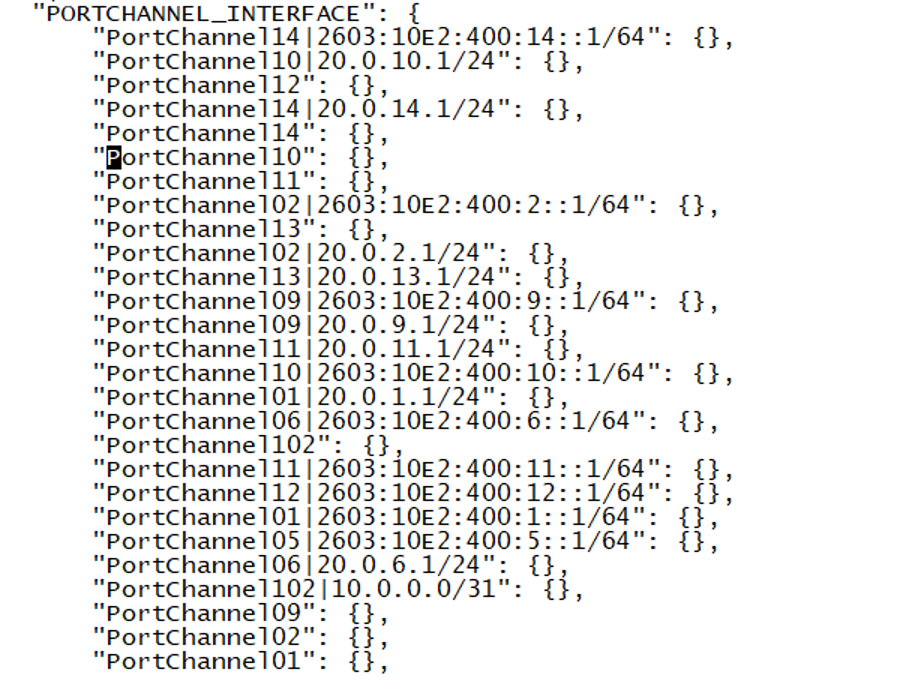 "PORTCHANNEL_INTERFACE": {
"PortChannel14|2603:10E2:400:14::1/64": {},
"PortChannel10|20.0.10.1/24": {},
"PortChannel12": {},
"PortChannel14|20.0.14.1/24": {},
"PortChannel14": {},
"PortChannel10": {},
"PortChannel11": {},
"PortChannel02|2603:10E2:400:2::1/64": {},
"PortChannel13": {},
"PortChannel02|20.0.2.1/24": {},
"PortChannel13|20.0.13.1/24": {},
"PortChannel09|2603:10E2:400:9::1/64": {},
"PortChannel09|20.0.9.1/24": {},
"PortChannel11|20.0.11.1/24": {},
"PortChannel10|2603:10E2:400:10::1/64": {},
"PortChannel01|20.0.1.1/24": {},
"PortChannel06|2603:10E2:400:6::1/64": {},
"PortChannel102": {},
"PortChannel11|2603:10E2:400:11::1/64": {},
"PortChannel12|2603:10E2:400:12::1/64": {},
"PortChannel01|2603:10E2:400:1::1/64": {},
"PortChannel05|2603:10E2:400:5::1/64": {},
"PortChannel06|20.0.6.1/24": {},
"PortChannel102|10.0.0.0/31": {},
"PortChannel09": {},
"PortChannel02": {},
"PortChannel01": {},